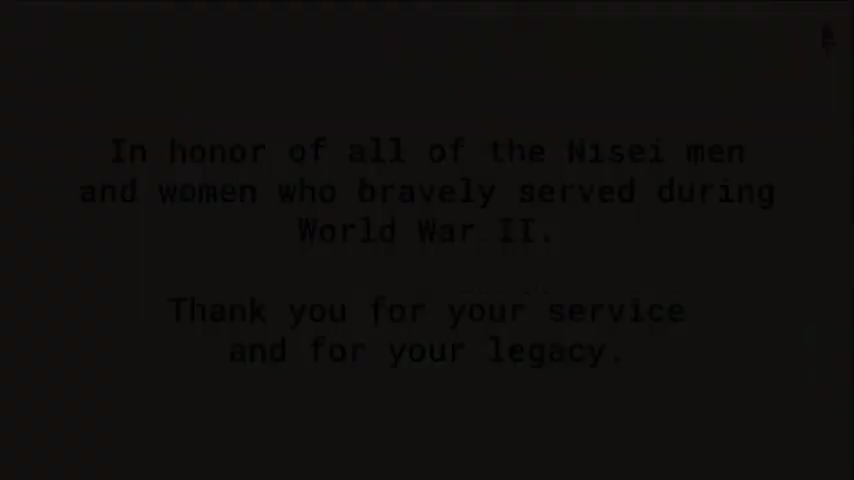 In honor of all of the Nisei men
and women who bravely served during
World War II.
Thank you for your service
and for your legacy.